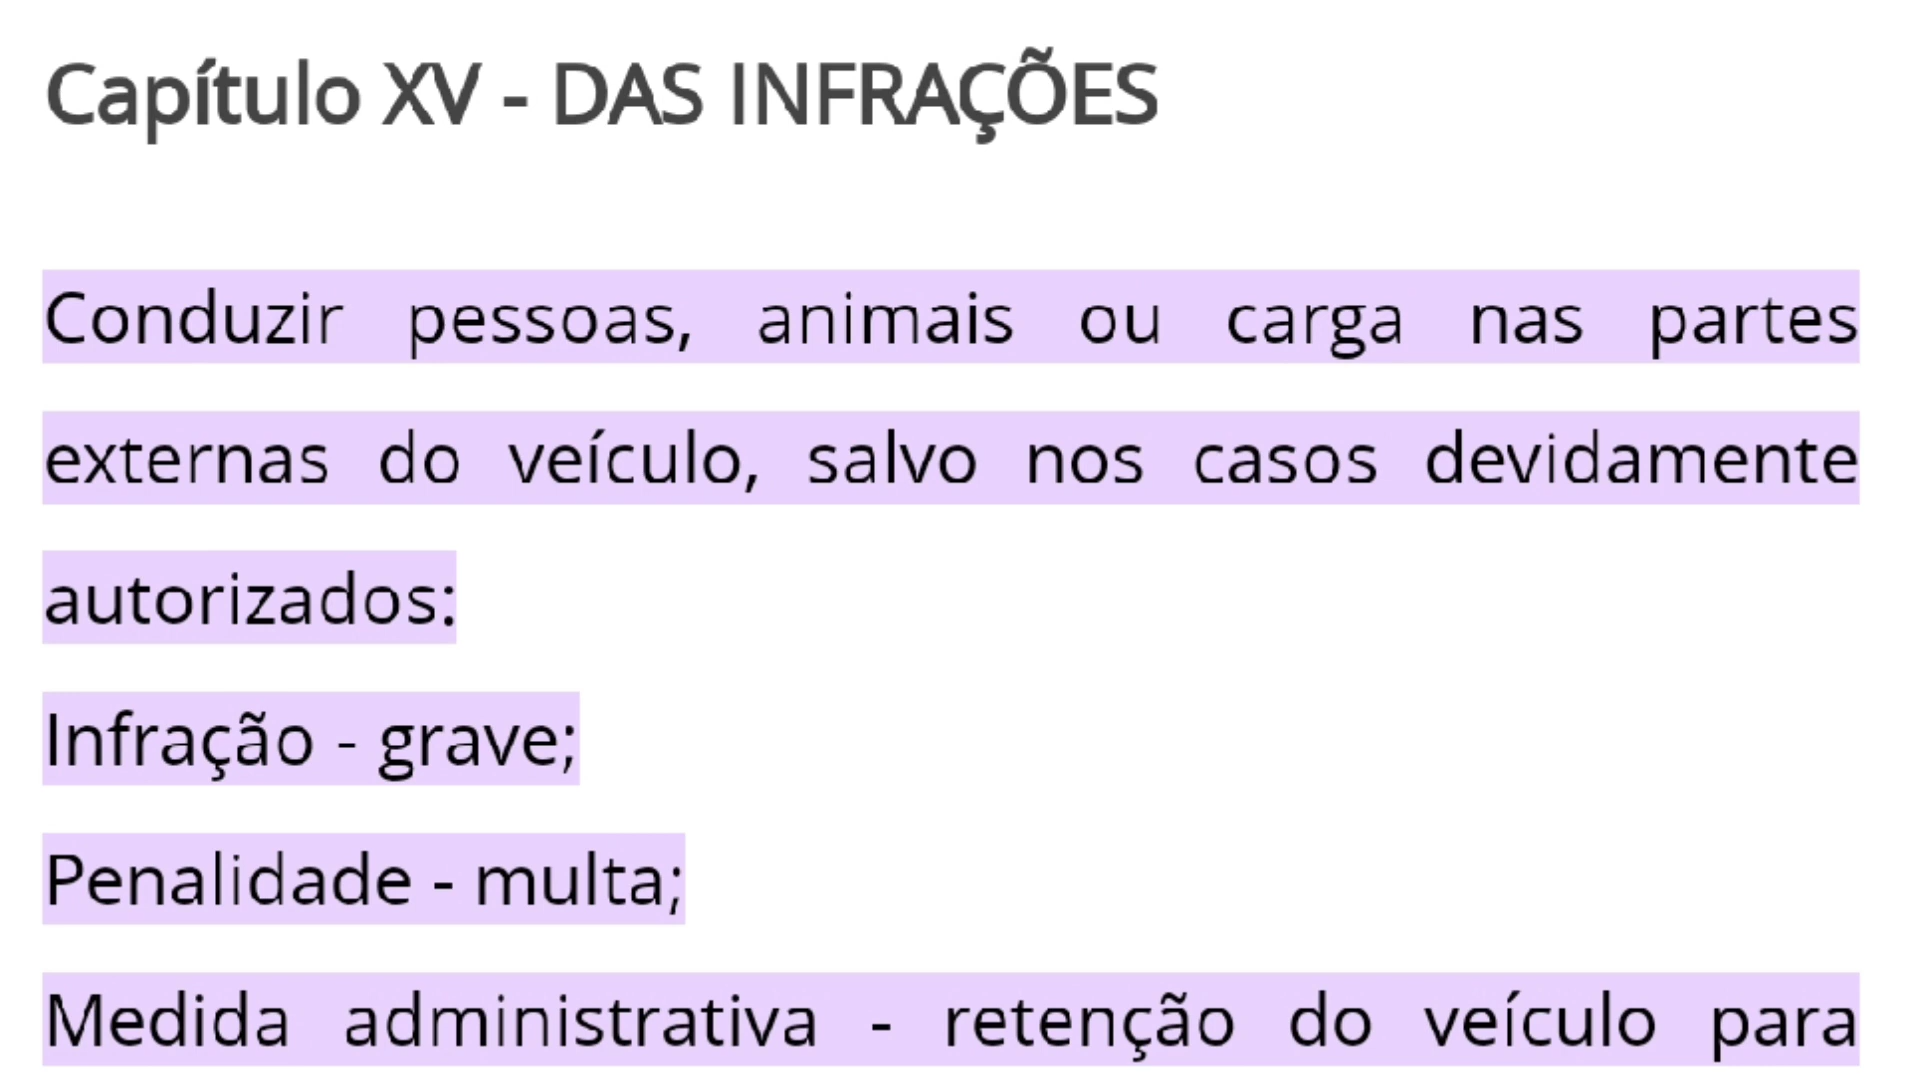 Capítulo XV - DAS INFRAÇÕES
Conduzir pessoas, animais ou carga nas partes
externas do veículo, salvo nos casos devidamente
autorizados:
Infração - grave;
Penalidade - multa;
Medida administrativa - retenção do veículo para